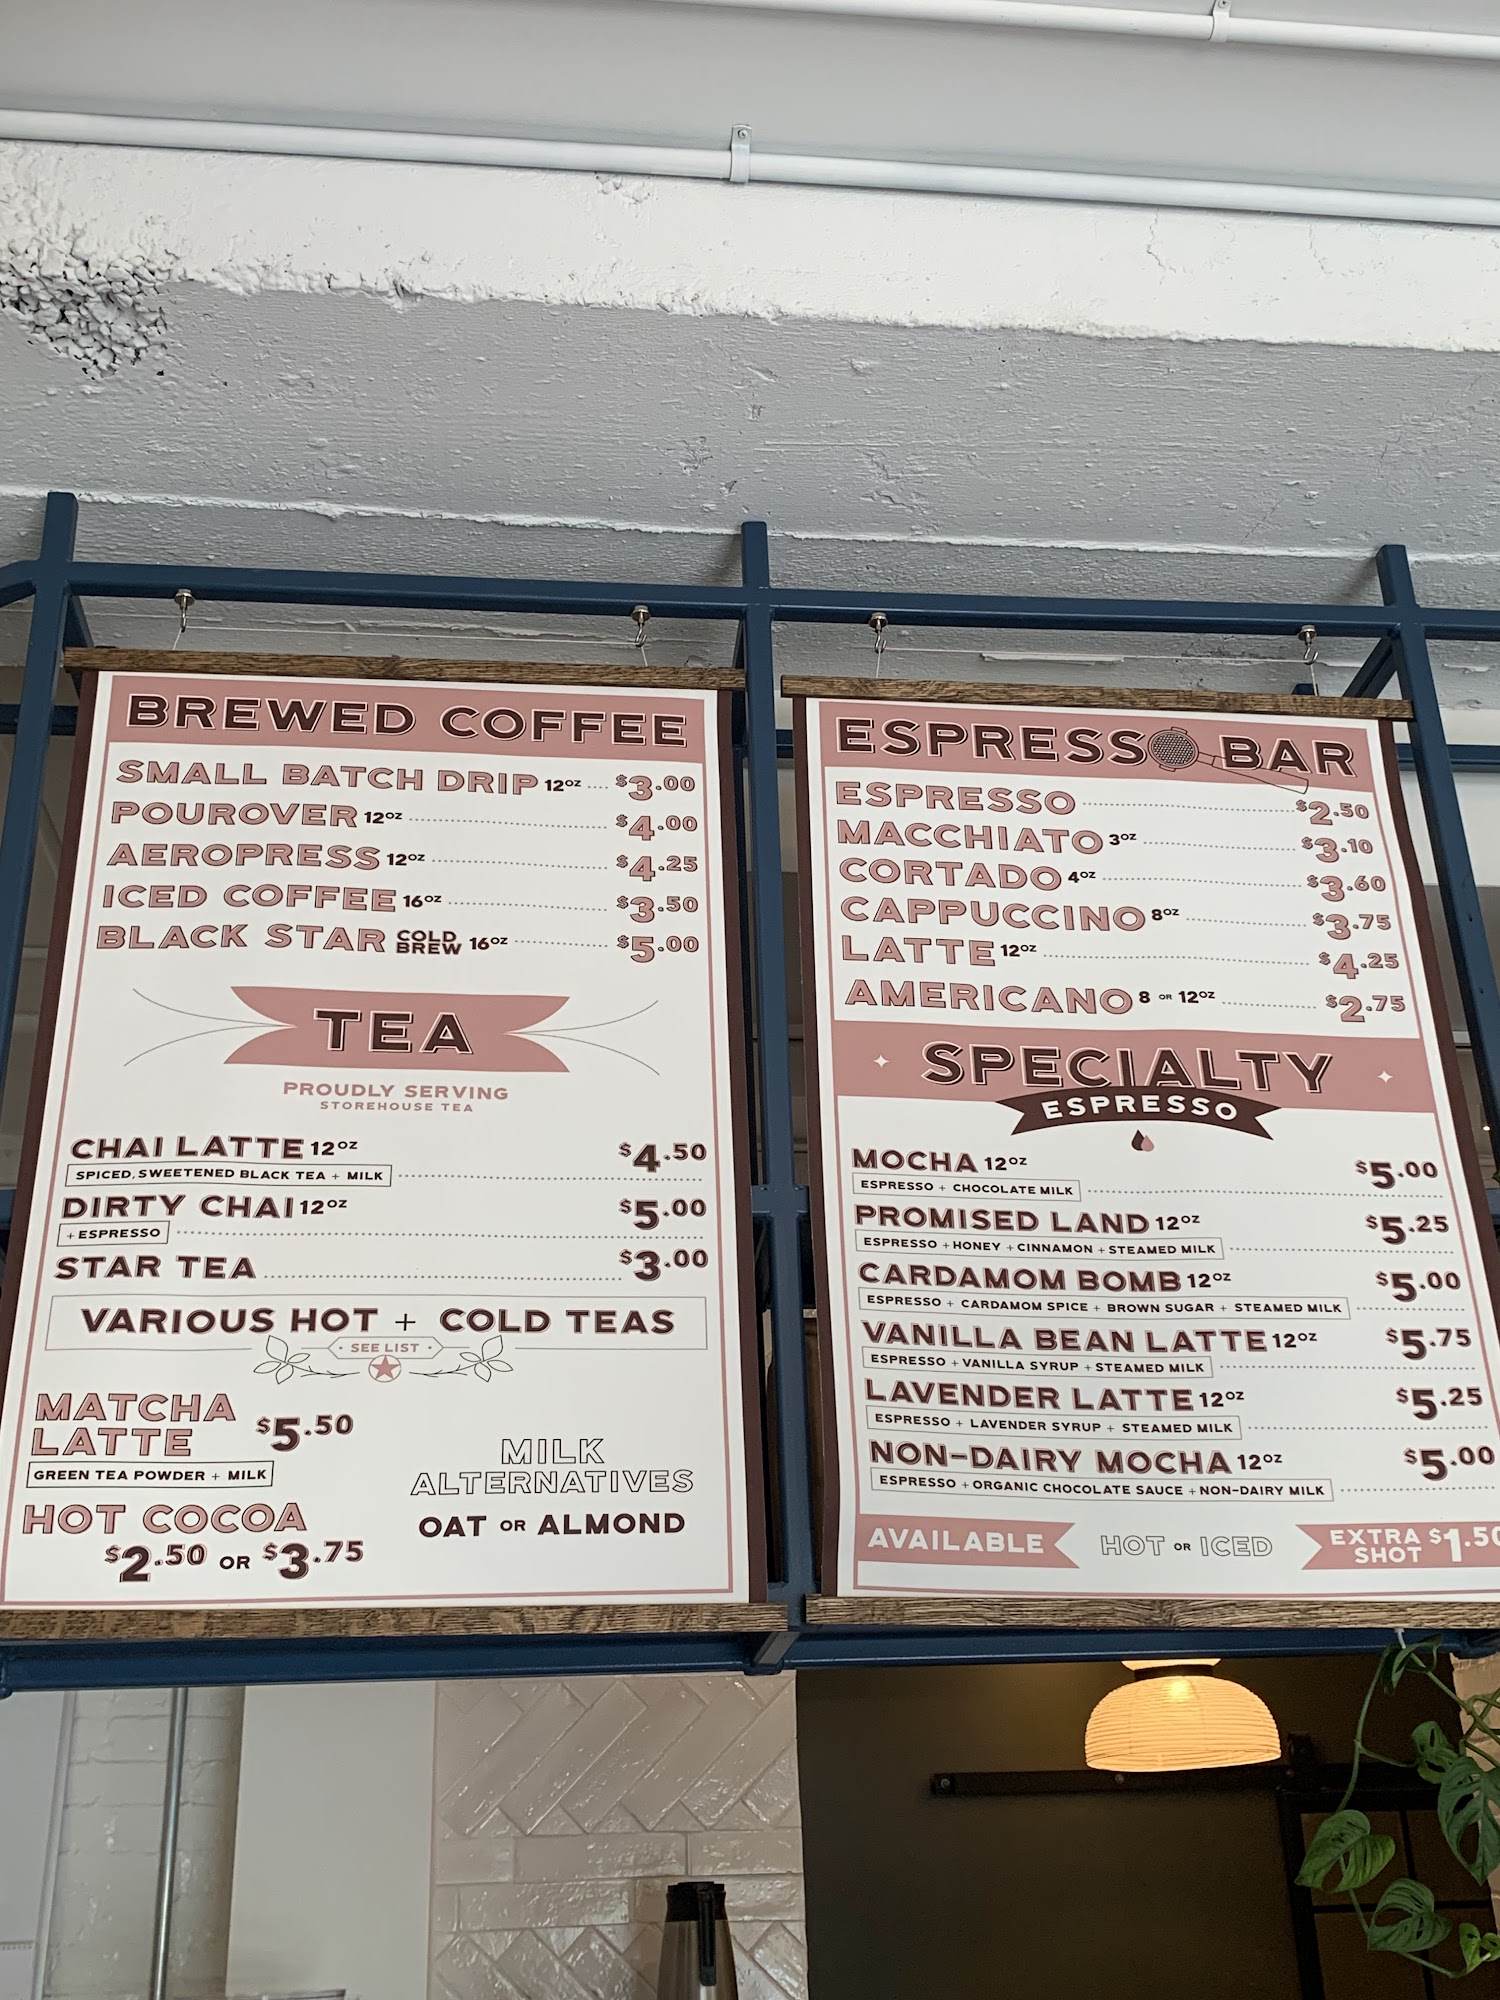 BREWED COFFEE
SMALL BATCH DRIP 12oz .... $3.00
POUROVER 12oz .... $4.00
AEROPRESS 12oz .... $4.25
ICED COFFEE 16oz .... $3.50
BLACK STAR COLD BREW 16oz .... $5.00
TEA
PROUDLY SERVING
STOREHOUSE TEA
CHAI LATTE 12oz $4.50
SPICED, SWEETENED BLACK TEA + MILK
DIRTY CHAI 12oz $5.00
+ ESPRESSO
STAR TEA .... $3.00
VARIOUS HOT + COLD TEAS
• SEE LIST •
MATCHA
LATTE $5.50
GREEN TEA POWDER + MILK
HOT COCOA
$2.50 OR $3.75
MILK
ALTERNATIVES
OAT OR ALMOND
ESPRESSO BAR
ESPRESSO .... $2.50
MACCHIATO 3oz .... $3.10
CORTADO 4oz .... $3.60
CAPPUCCINO 8oz .... $3.75
LATTE 12oz .... $4.25
AMERICANO 8 OR 12oz .... $2.75
SPECIALTY
ESPRESSO
MOCHA 12oz $5.00
ESPRESSO + CHOCOLATE MILK
PROMISED LAND 12oz $5.25
ESPRESSO + HONEY + CINNAMON + STEAMED MILK
CARDAMOM BOMB 12oz $5.00
ESPRESSO + CARDAMOM SPICE + BROWN SUGAR + STEAMED MILK
VANILLA BEAN LATTE 12oz $5.75
ESPRESSO + VANILLA SYRUP + STEAMED MILK
LAVENDER LATTE 12oz $5.25
ESPRESSO + LAVENDER SYRUP + STEAMED MILK
NON-DAIRY MOCHA 12oz $5.00
ESPRESSO + ORGANIC CHOCOLATE SAUCE + NON-DAIRY MILK
AVAILABLE HOT OR ICED EXTRA SHOT $1.50